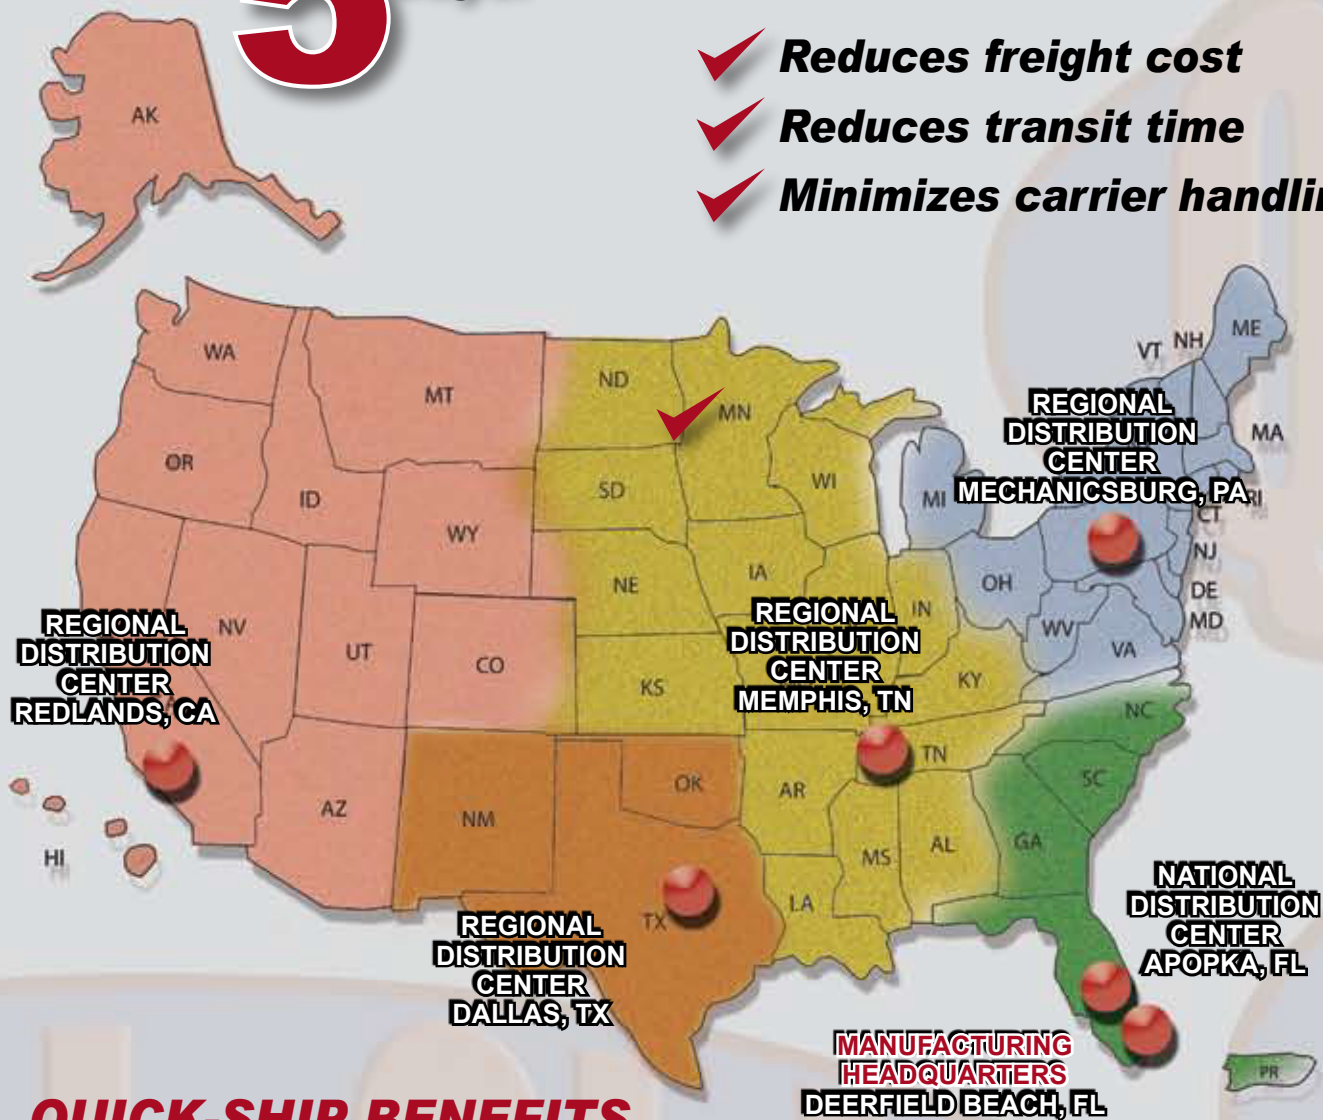 5
Reduces freight cost
Reduces transit time
Minimizes carrier handlin
AK
WA
MT
ND
MN
VT
NH
ME
OR
ID
SD
WI
MI
REGIONAL
DISTRIBUTION
CENTER
MECHANICSBURG, PA
MA
RI
CT
NJ
DE
MD
WY
NE
IA
IN
OH
WV
VA
REGIONAL
DISTRIBUTION
CENTER
REDLANDS, CA
NV
UT
CO
KS
REGIONAL
DISTRIBUTION
CENTER
MEMPHIS, TN
KY
TN
NC
SC
AZ
NM
OK
AR
MS
AL
GA
HI
TX
LA
REGIONAL
DISTRIBUTION
CENTER
DALLAS, TX
NATIONAL
DISTRIBUTION
CENTER
APOPKA, FL
MANUFACTURING
HEADQUARTERS
DEERFIELD BEACH, FL
PR
QUICK-SHIP BENEFITS